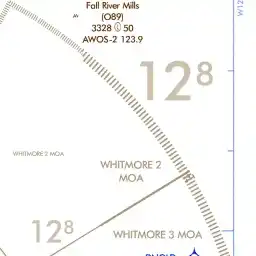 Fall River Mills
(O89)
3328 Ⓛ 50
AWOS-2 123.9
12⁸
WHITMORE 2 MOA
WHITMORE 2
MOA
12⁸
WHITMORE 3 MOA